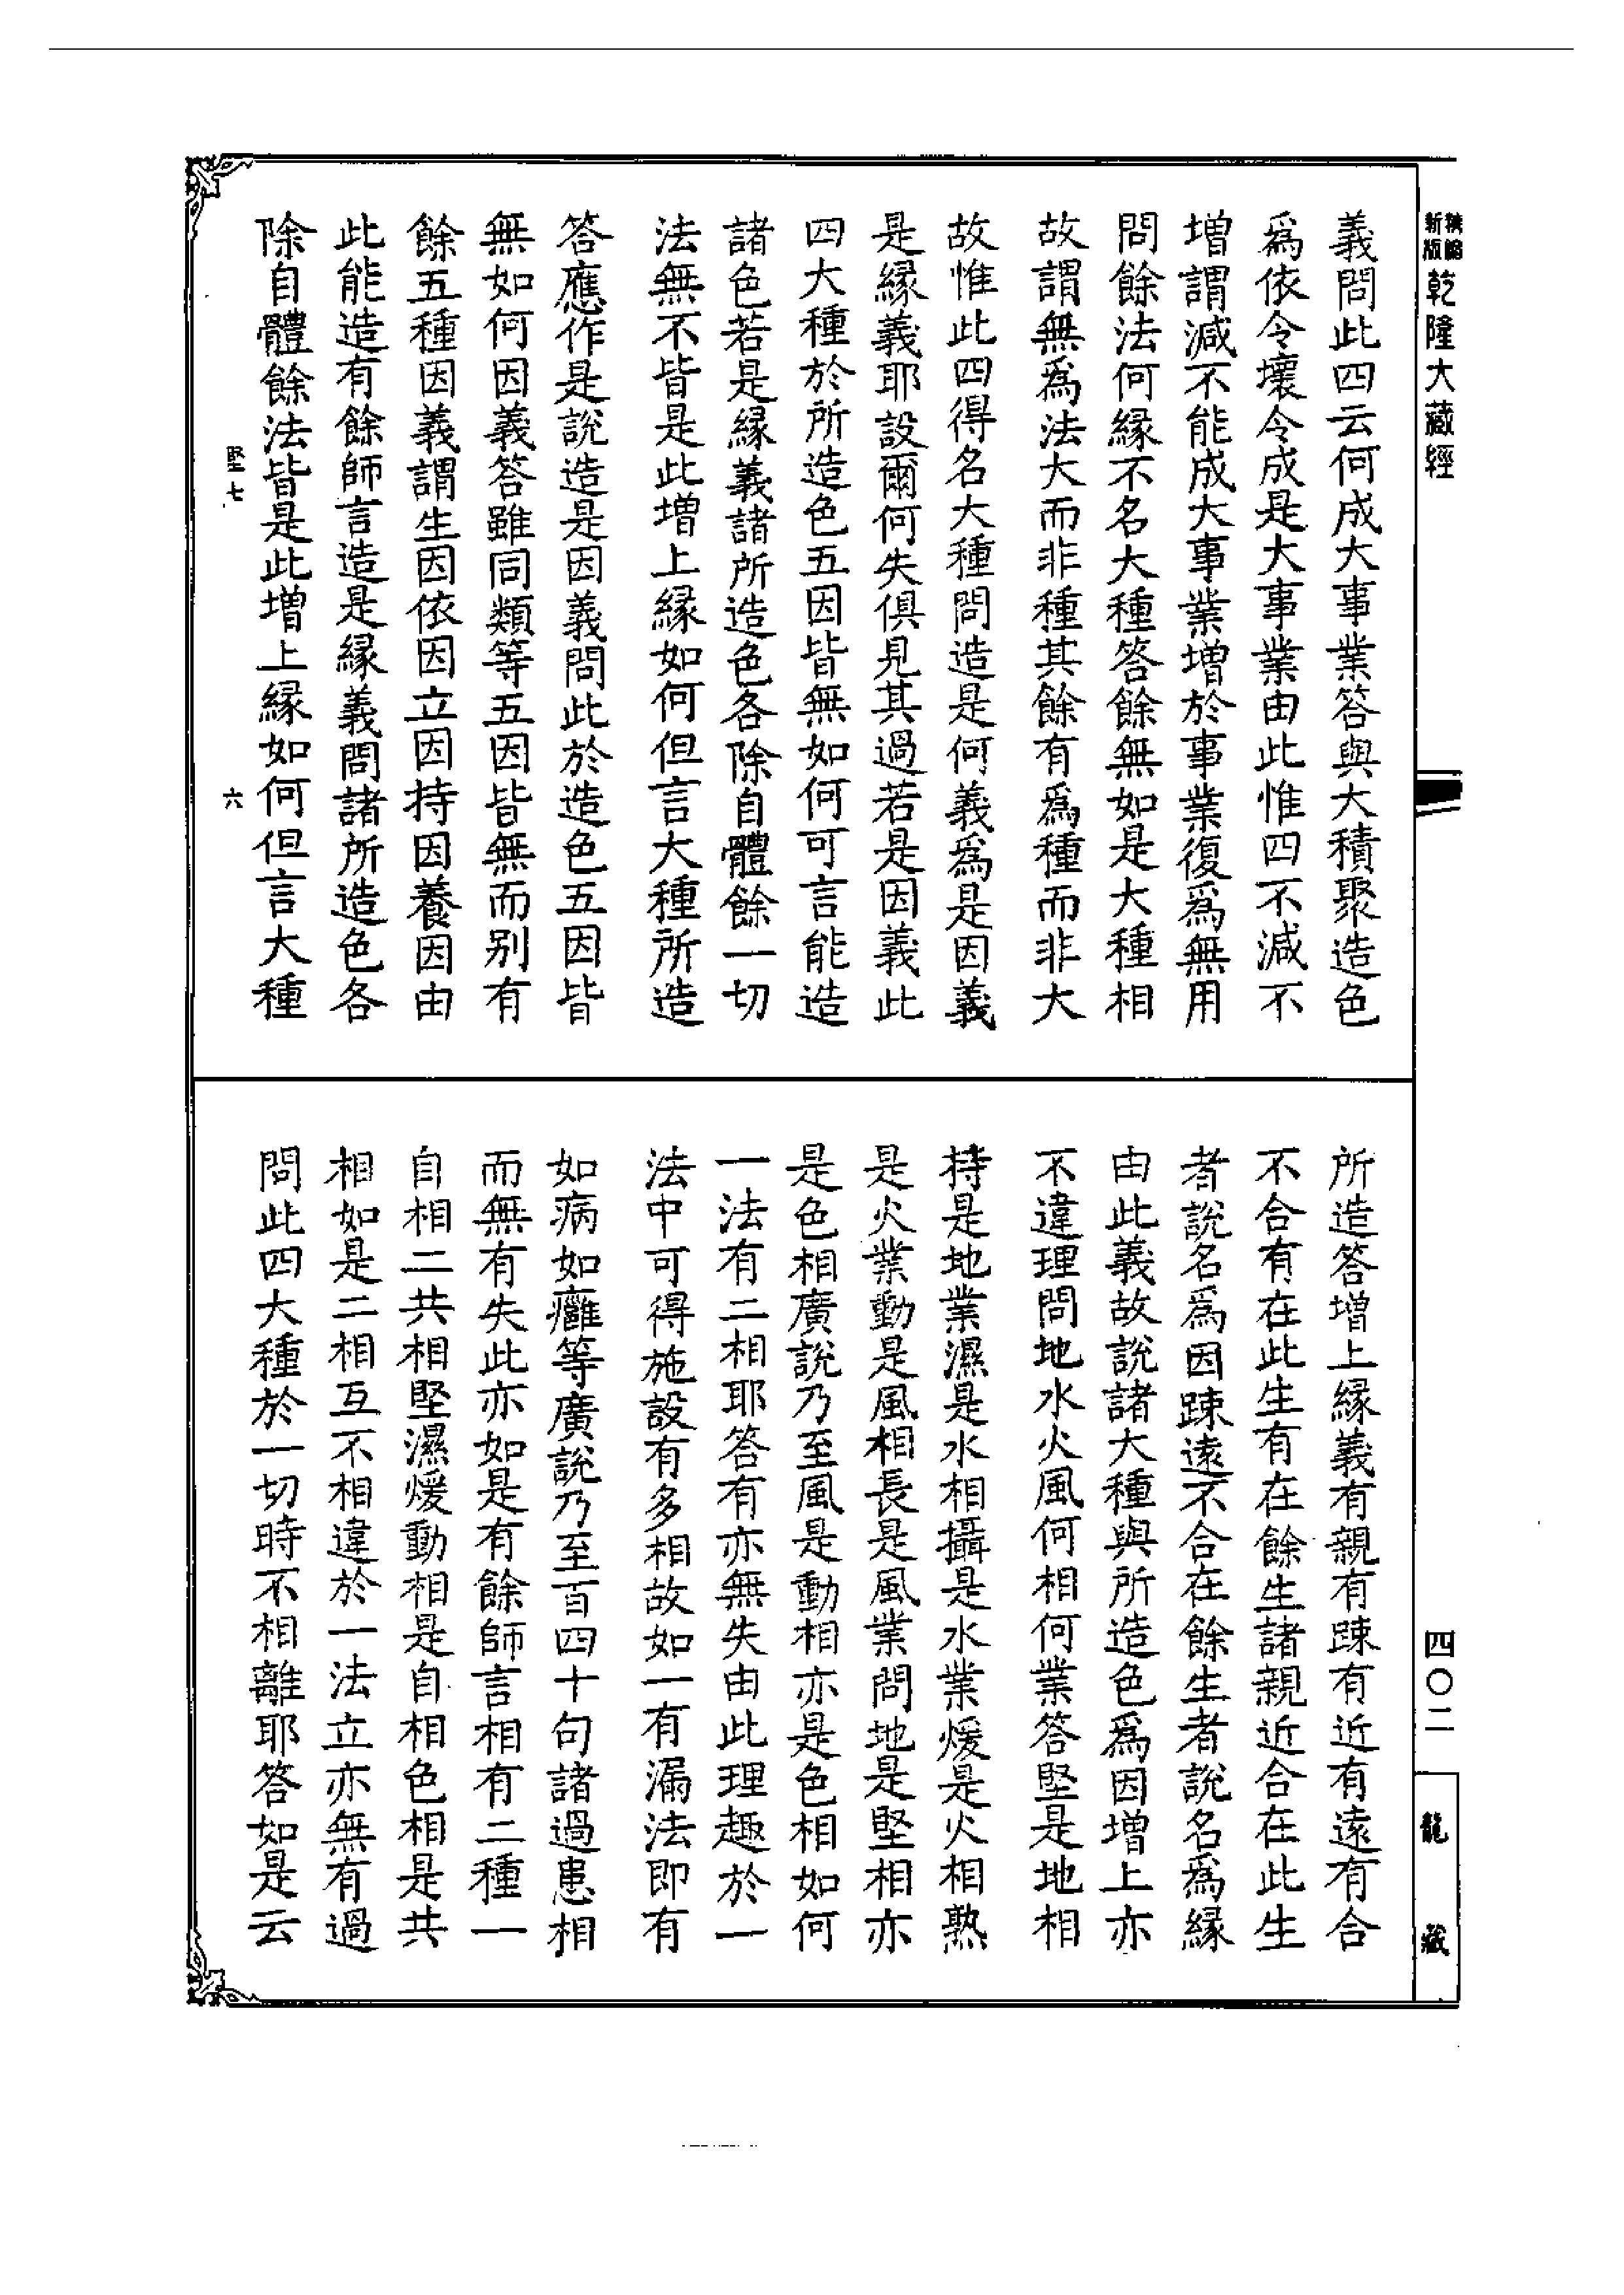 精縮新版
乾隆大藏經
義問此四云何成大事業答與大積聚造色
爲依令壞令成是大事業由此惟四不減不
増謂減不能成大事業増於事業復爲無用
問餘法何縁不名大種答餘無如是大種相
故謂無爲法大而非種其餘有爲種而非大
故惟此四得名大種問造是何義爲是因義
是縁義耶設爾何失俱見其過若是因義此
四大種於所造色五因皆無如何可言能造
諸色若是縁義諸所造色各除自體餘一切
法無不皆是此増上縁如何但言大種所造
答應作是說造是因義問此於造色五因皆
無如何因義答雖同類等五因皆無而别有
餘五種因義謂生因依因立因持因養因由
此能造有餘師言造是縁義問諸所造色各
除自體餘法皆是此増上縁如何但言大種
堅七
六
所造答増上縁義有親有踈有近有遠有合
不合有在此生有在餘生諸親近合在此生
者說名爲因踈遠不合在餘生者說名爲縁
由此義故說諸大種與所造色爲因増上亦
不違理問地水火風何相何業答堅是地相
持是地業濕是水相攝是水業煖是火相熟
是火業動是風相長是風業問地是堅相亦
是色相廣說乃至風是動相亦是色相如何
一法有二相耶答有亦無失由此理趣於一
法中可得施設有多相故如一有漏法即有
如病如癰等廣說乃至百四十句諸過患相
而無有失此亦如是有餘師言相有二種一
自相二共相堅濕煖動相是自相色相是共
相如是二相互不相違於一法立亦無有過
問此四大種於一切時不相離耶答如是云
四〇二
龍藏